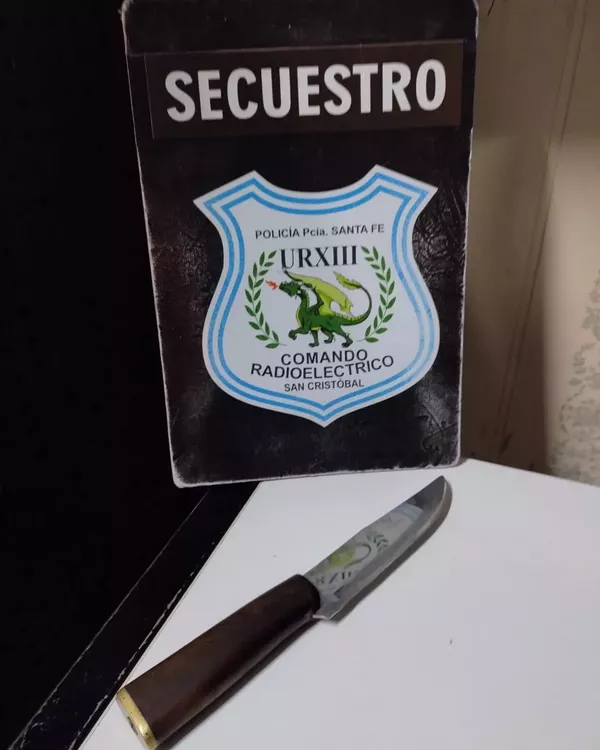 SECUESTRO
POLICÍA Pcia. SANTA FE
URXIII
COMANDO
RADIOELECTRICO
SAN CRISTÓBAL